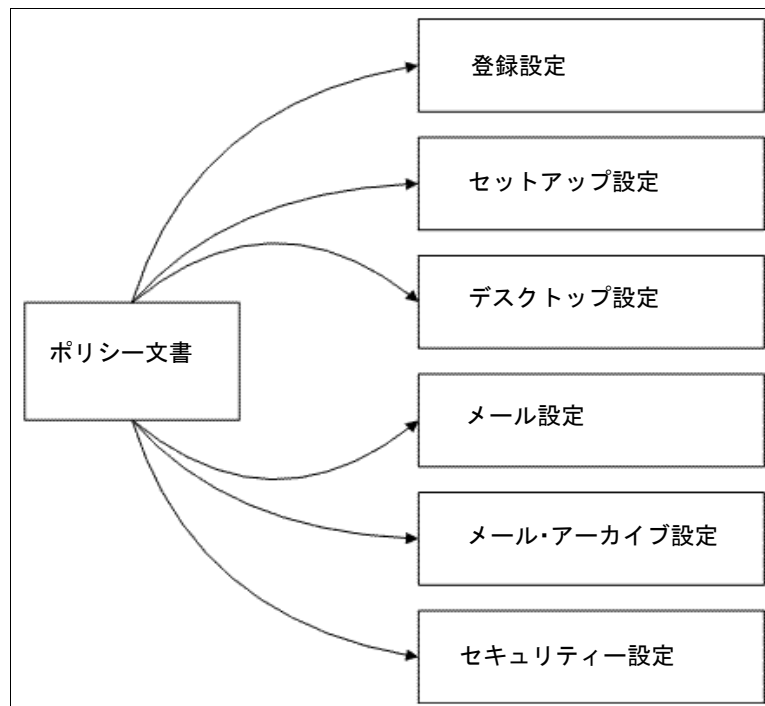 登録設定
セットアップ設定
デスクトップ設定
ポリシー文書
メール設定
メール・アーカイブ設定
セキュリティー設定